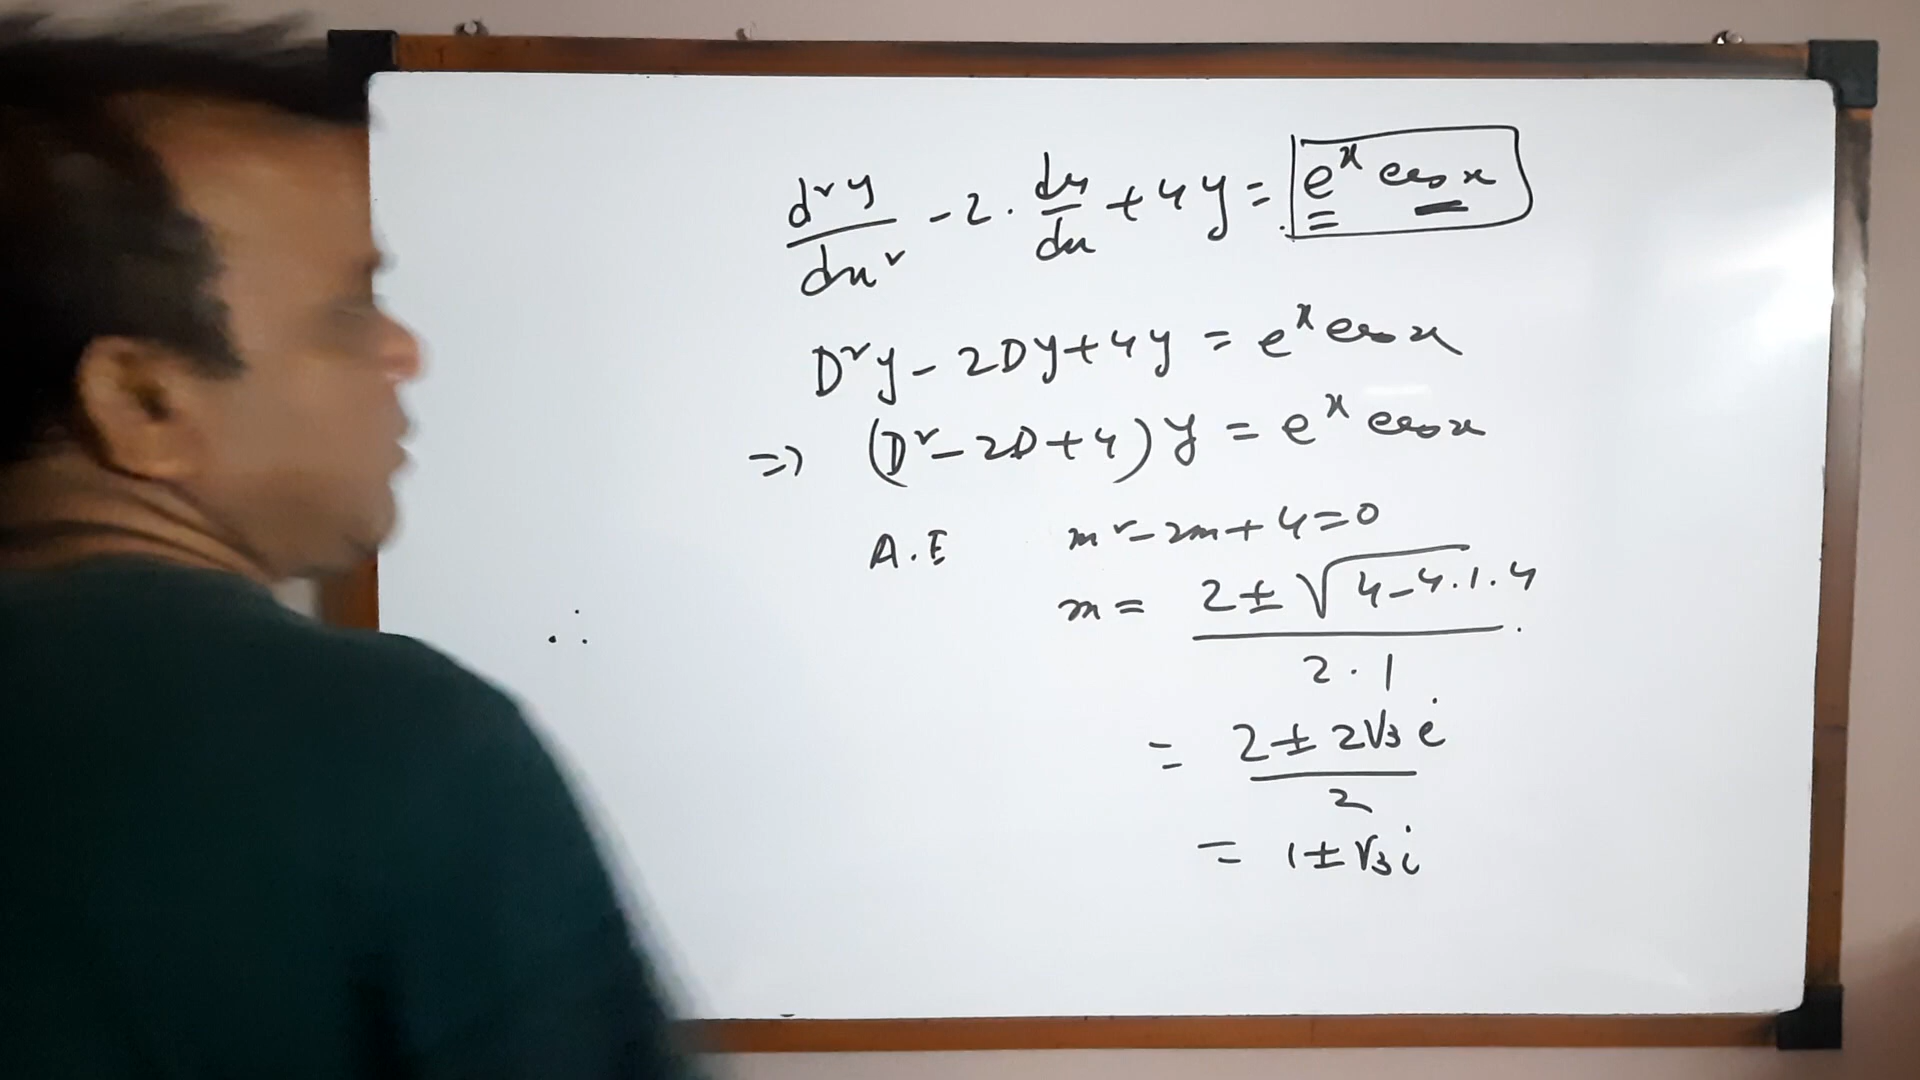 d²y/dx² - 2 . dy/dx + 4y = e^x cos x
D²y - 2Dy + 4y = e^x cos x
=> (D² - 2D + 4) y = e^x cos x
A.E m² - 2m + 4 = 0
m = (2 ± √(4 - 4.1.4)) / (2 . 1)
= (2 ± 2√3 i) / 2
= 1 ± √3 i
∴